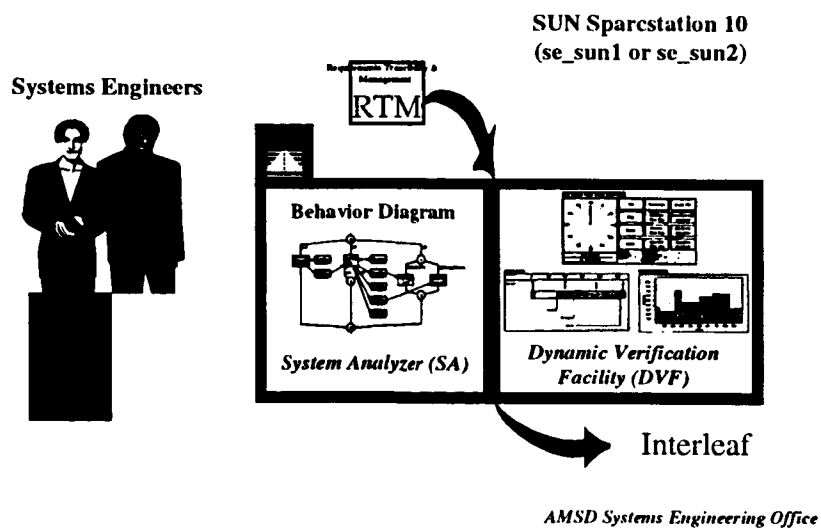 SUN Sparcstation 10
(se_sun1 or se_sun2)
Systems Engineers
Management
RTM
Behavior Diagram
System Analyzer (SA)
Dynamic Verification
Facility (DVF)
Interleaf
AMSD Systems Engineering Office